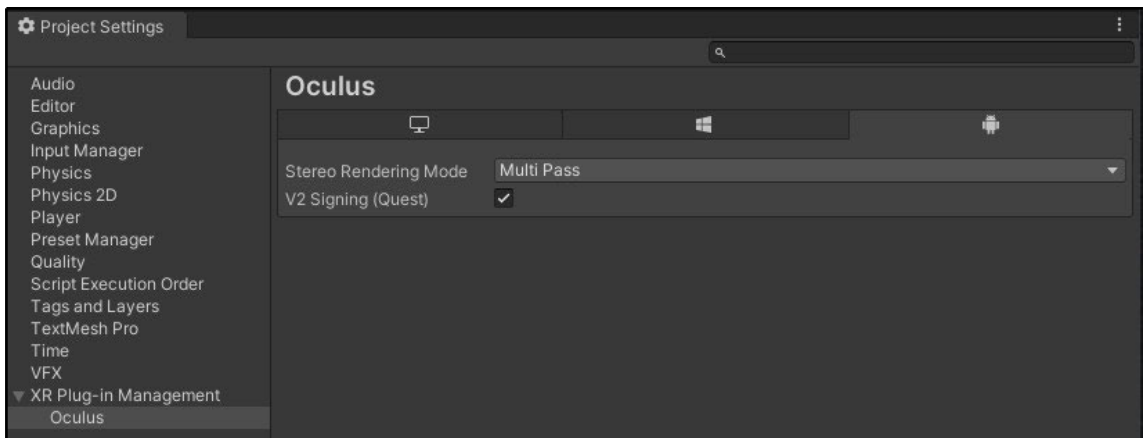 Project Settings
Audio
Editor
Graphics
Input Manager
Physics
Physics 2D
Player
Preset Manager
Quality
Script Execution Order
Tags and Layers
TextMesh Pro
Time
VFX
XR Plug-in Management
Oculus
Oculus
Stereo Rendering Mode Multi Pass
V2 Signing (Quest)